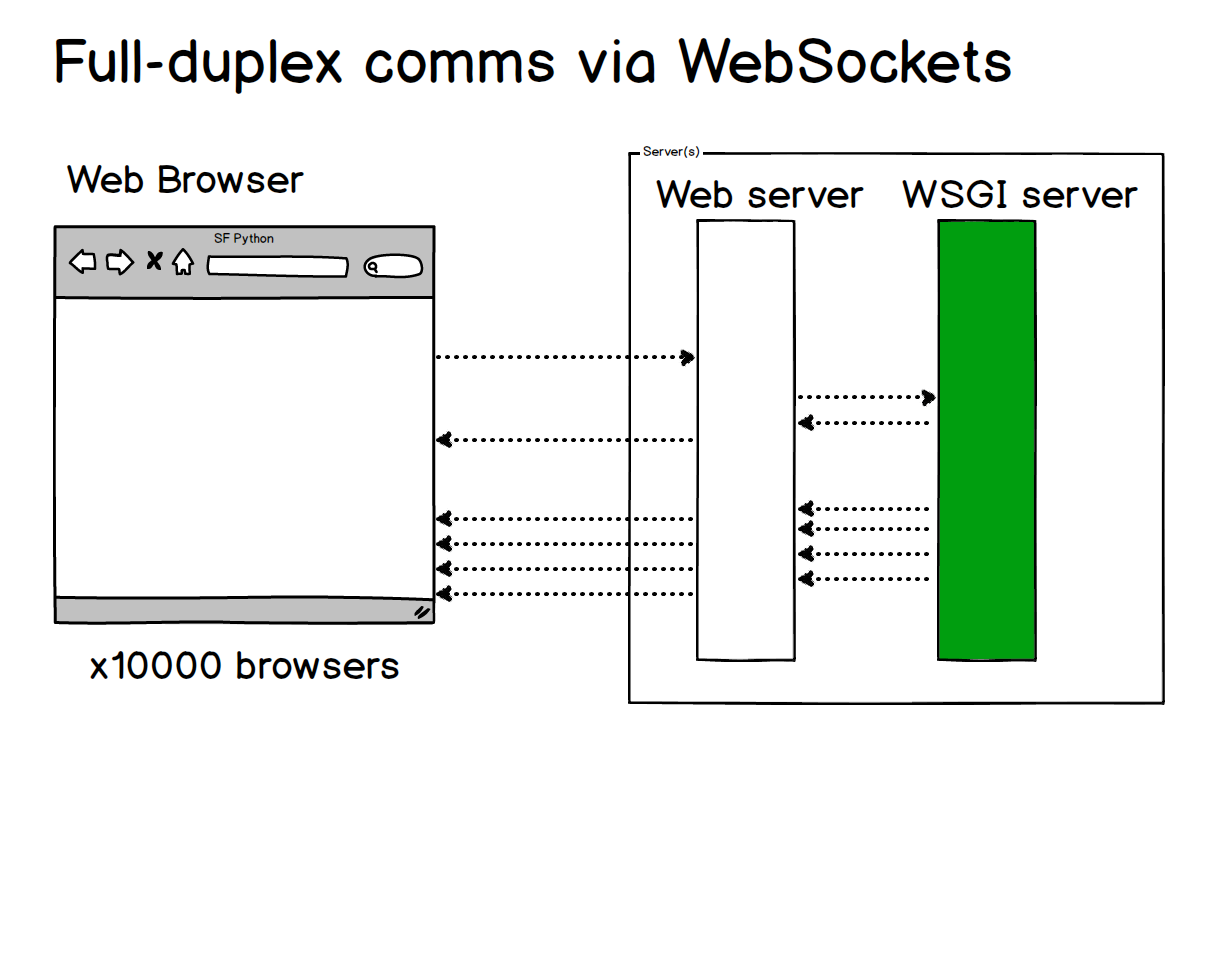 Full-duplex comms via WebSockets
Web Browser
Server(s)
Web server
WSGI server
SF Python
x10000 browsers